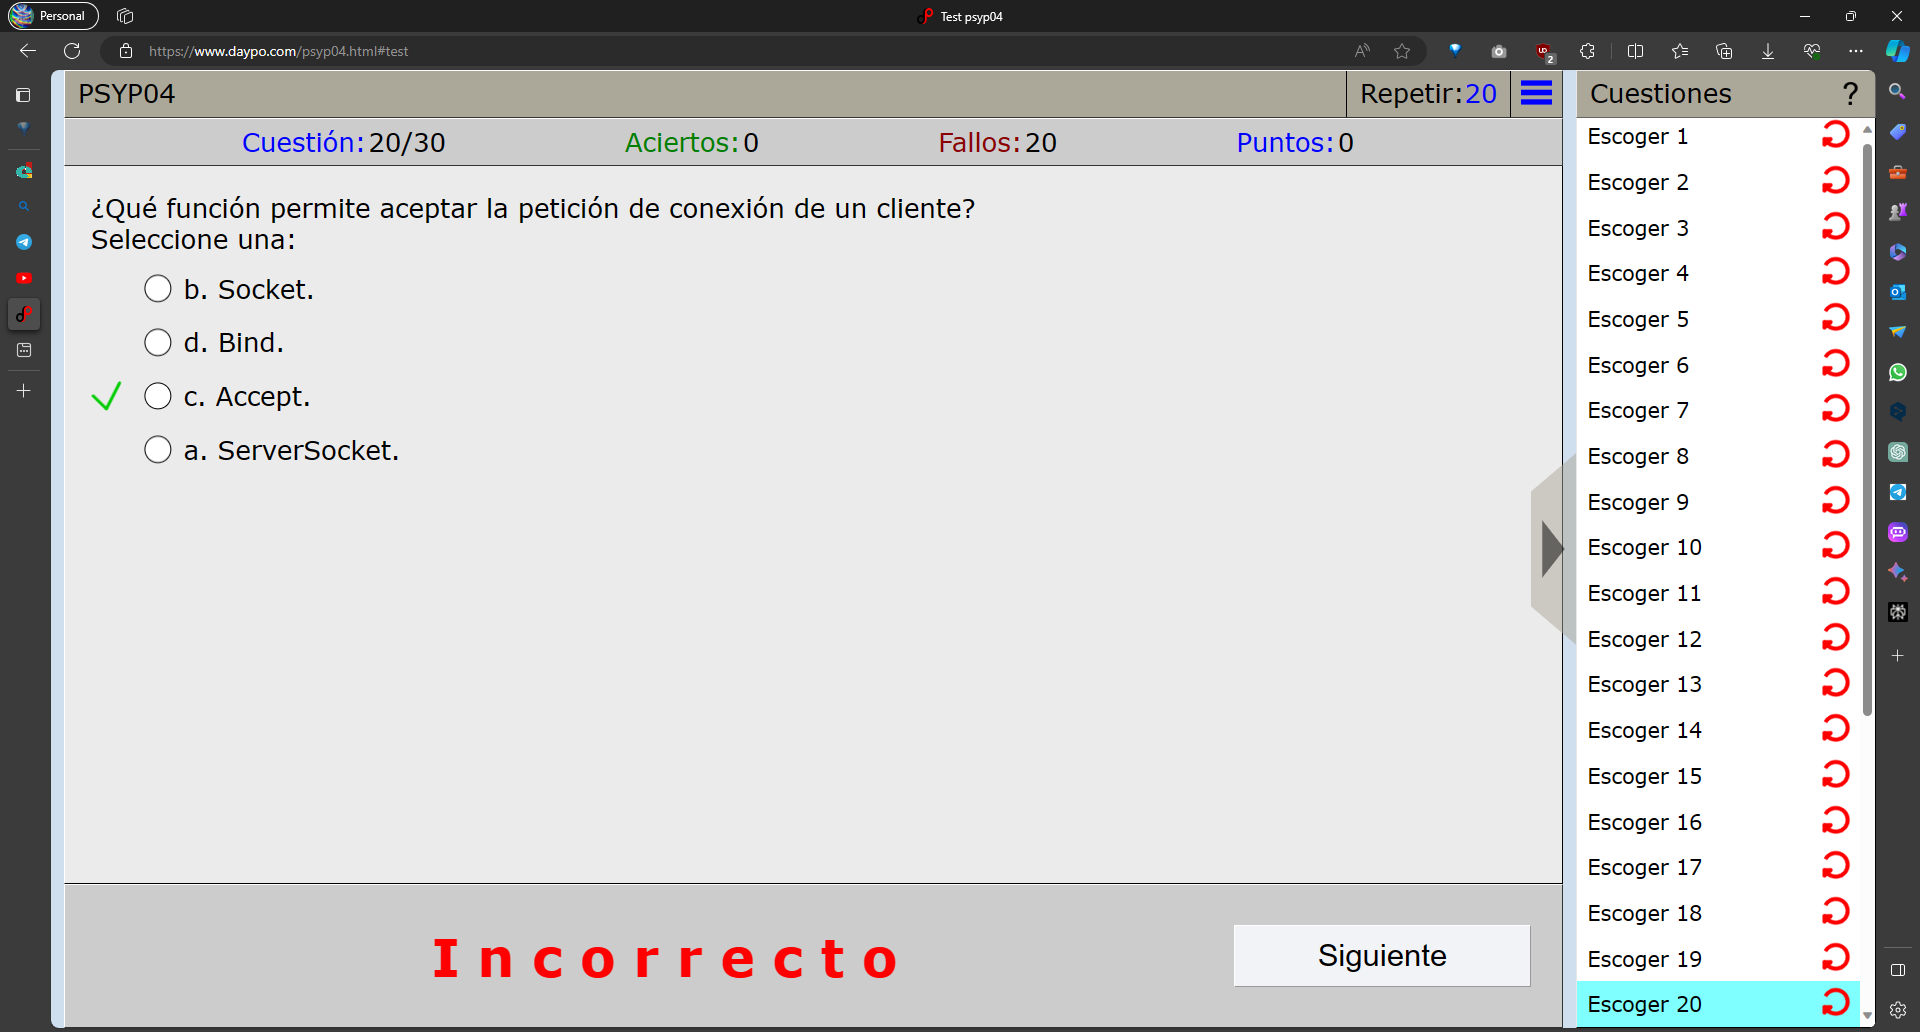 Personal
Test psyp04
https://www.daypo.com/psyp04.html#test
2
PSYP04
Repetir:20
Cuestiones
?
Cuestión:20/30
Aciertos:0
Fallos:20
Puntos:0
¿Qué función permite aceptar la petición de conexión de un cliente?
Seleccione una:
b. Socket.
d. Bind.
c. Accept.
a. ServerSocket.
Incorrecto
Siguiente
Escoger 1
Escoger 2
Escoger 3
Escoger 4
Escoger 5
Escoger 6
Escoger 7
Escoger 8
Escoger 9
Escoger 10
Escoger 11
Escoger 12
Escoger 13
Escoger 14
Escoger 15
Escoger 16
Escoger 17
Escoger 18
Escoger 19
Escoger 20